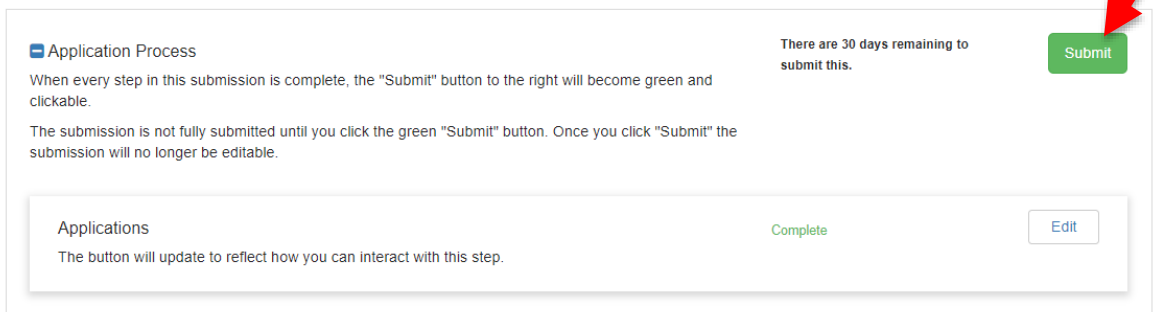 Application Process
There are 30 days remaining to
submit this.
Submit
When every step in this submission is complete, the "Submit" button to the right will become green and
clickable.
The submission is not fully submitted until you click the green "Submit" button. Once you click "Submit" the
submission will no longer be editable.
Applications
Complete
Edit
The button will update to reflect how you can interact with this step.